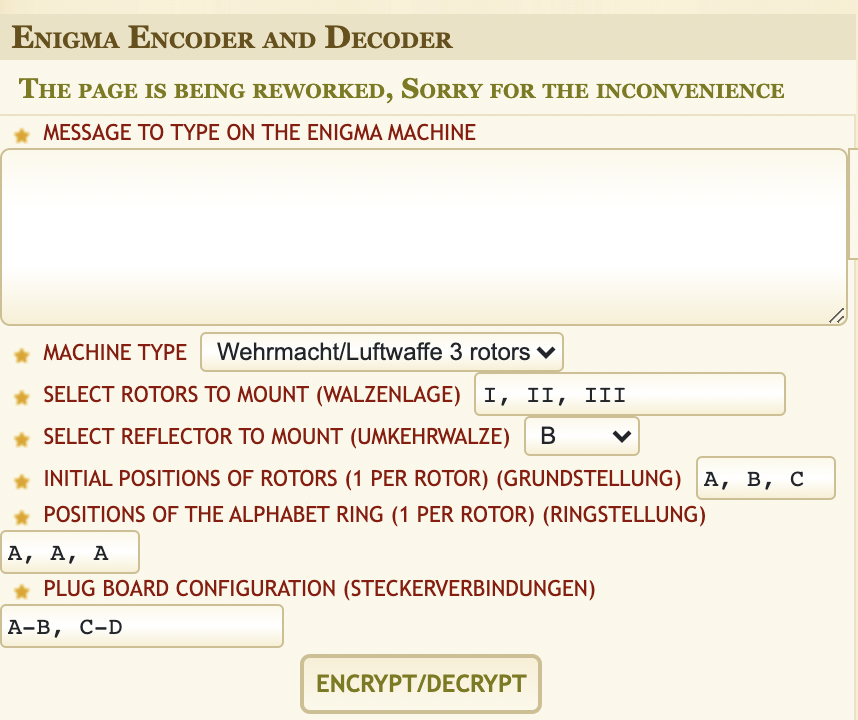 Enigma Encoder and Decoder
The page is being reworked, Sorry for the inconvenience
MESSAGE TO TYPE ON THE ENIGMA MACHINE
MACHINE TYPE Wehrmacht/Luftwaffe 3 rotors
SELECT ROTORS TO MOUNT (WALZENLAGE) I, II, III
SELECT REFLECTOR TO MOUNT (UMKEHRWALZE) B
INITIAL POSITIONS OF ROTORS (1 PER ROTOR) (GRUNDSTELLUNG) A, B, C
POSITIONS OF THE ALPHABET RING (1 PER ROTOR) (RINGSTELLUNG)
A, A, A
PLUG BOARD CONFIGURATION (STECKERVERBINDUNGEN)
A-B, C-D
ENCRYPT/DECRYPT